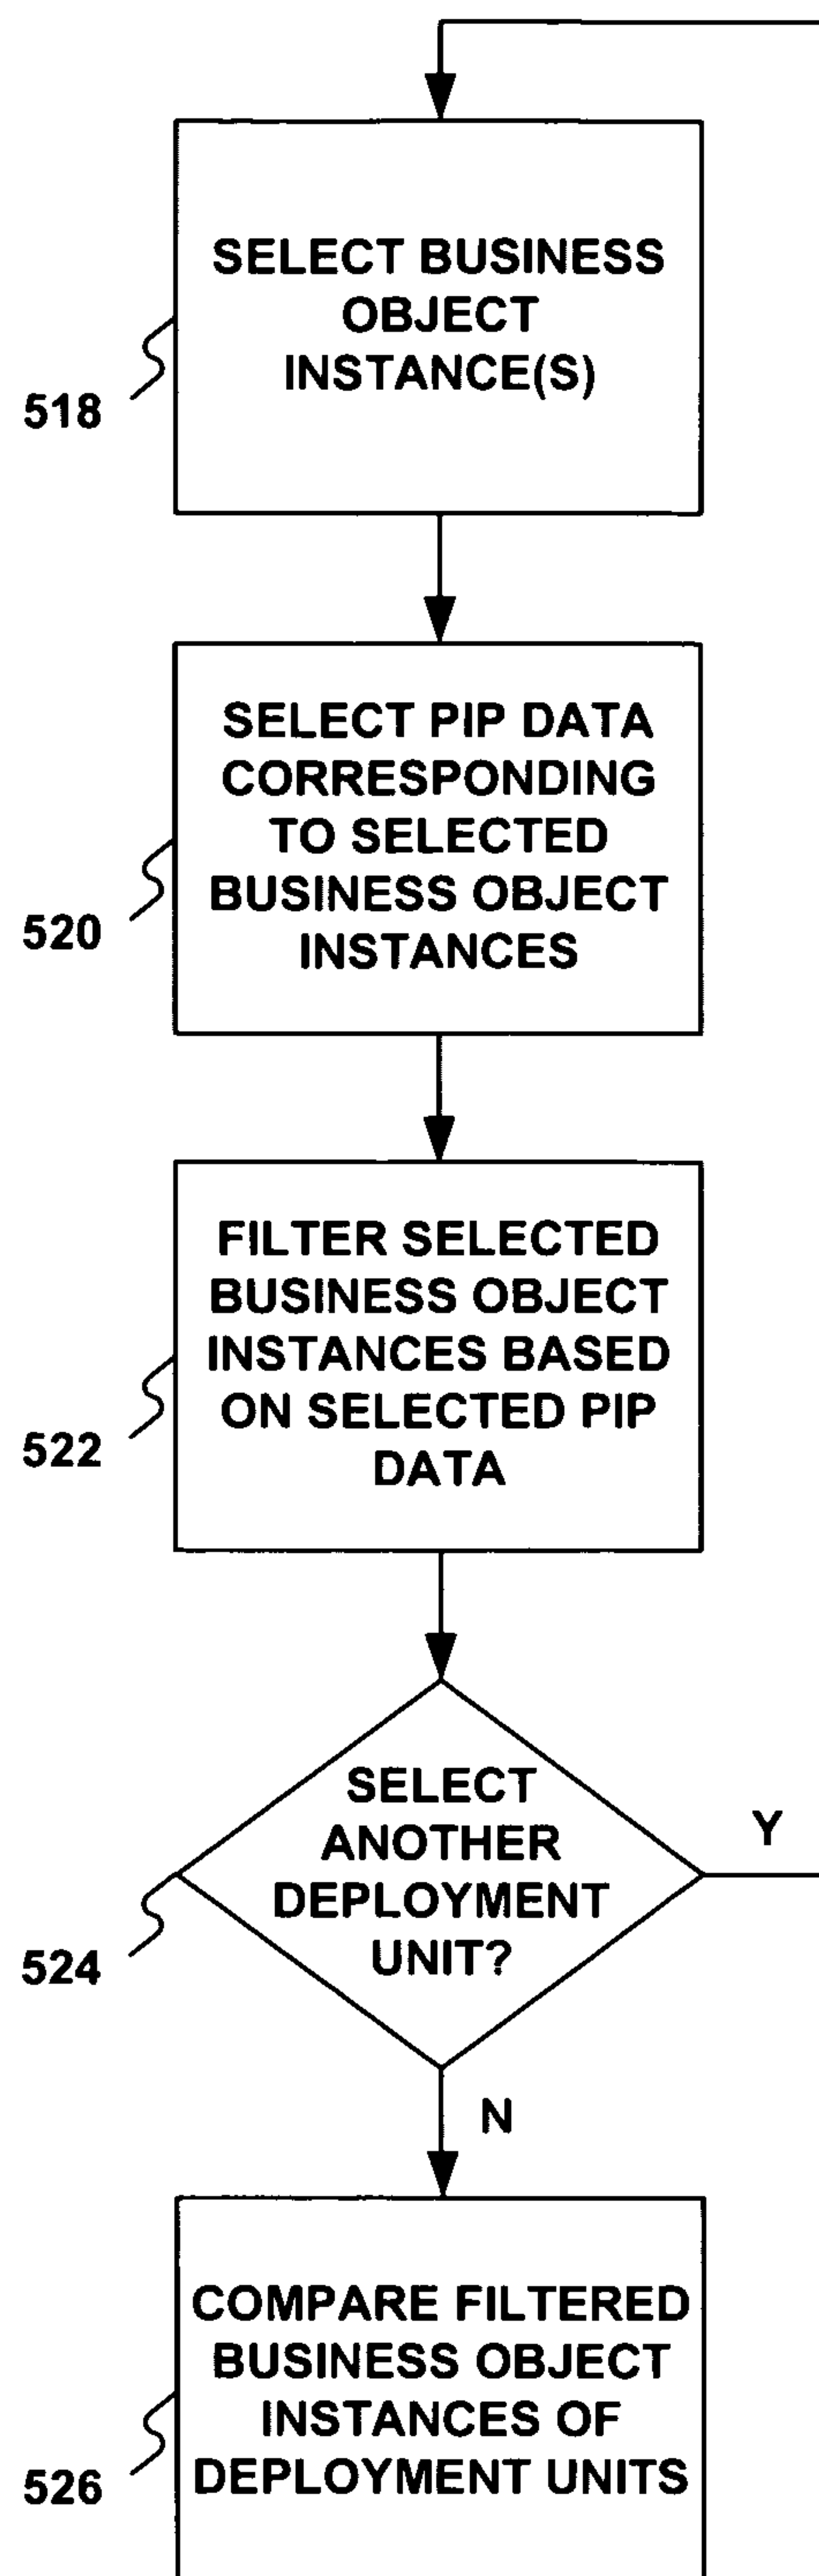 SELECT BUSINESS
OBJECT
INSTANCE(S)
518
SELECT PIP DATA
CORRESPONDING
TO SELECTED
BUSINESS OBJECT
INSTANCES
520
FILTER SELECTED
BUSINESS OBJECT
INSTANCES BASED
ON SELECTED PIP
DATA
522
SELECT
ANOTHER
DEPLOYMENT
UNIT?
Y
524
N
COMPARE FILTERED
BUSINESS OBJECT
INSTANCES OF
DEPLOYMENT UNITS
526